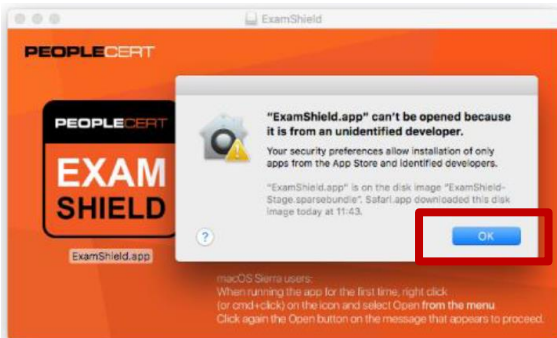 ExamShield
PEOPLECERT
PEOPLECERT
EXAM
SHIELD
ExamShield.app
"ExamShield.app" can't be opened because
it is from an unidentified developer.
Your security preferences allow installation of only
apps from the App Store and identified developers.
"ExamShield.app" is on the disk image "ExamShield-
Stage.sparsebundle". Safari.app downloaded this disk
image today at 11:43.
?
OK
macOS Sierra users:
When running the app for the first time, right click
(or cmd+click) on the icon and select Open from the menu
Click again the Open button on the message that appears to proceed.